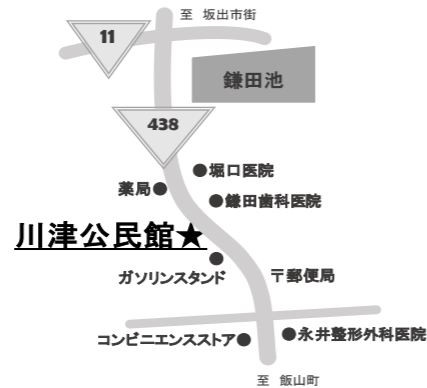 至 坂出市街
11
鎌田池
438
●堀口医院
薬局●
●鎌田歯科医院
川津公民館★
ガソリンスタンド
〒郵便局
コンビニエンスストア●
●永井整形外科医院
至 飯山町